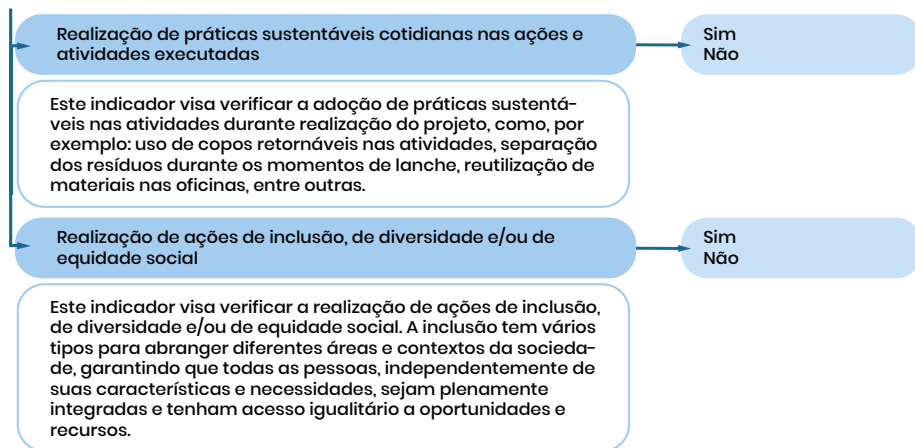 Realização de práticas sustentáveis cotidianas nas ações e
atividades executadas
Sim
Não
Este indicador visa verificar a adoção de práticas sustentá-
veis nas atividades durante realização do projeto, como, por
exemplo: uso de copos retornáveis nas atividades, separação
dos resíduos durante os momentos de lanche, reutilização de
materiais nas oficinas, entre outras.
Realização de ações de inclusão, de diversidade e/ou de
equidade social
Sim
Não
Este indicador visa verificar a realização de ações de inclusão,
de diversidade e/ou de equidade social. A inclusão tem vários
tipos para abranger diferentes áreas e contextos da socieda-
de, garantindo que todas as pessoas, independentemente de
suas características e necessidades, sejam plenamente
integradas e tenham acesso igualitário a oportunidades e
recursos.